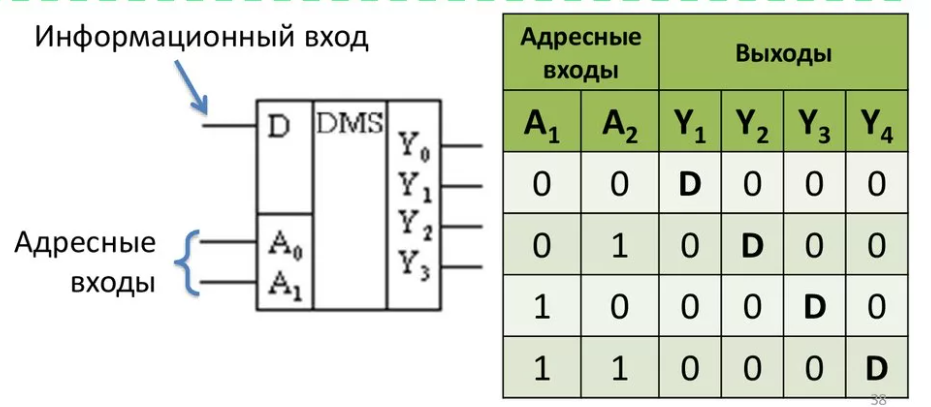 Информационный вход
D DMS
Y₀
Y₁
Y₂
Y₃
Адресные
входы
A₀
A₁
Адресные
входы
Выходы
A₁ A₂ Y₁ Y₂ Y₃ Y₄
0 0 D 0 0 0
0 1 0 D 0 0
1 0 0 0 D 0
1 1 0 0 0 D
38